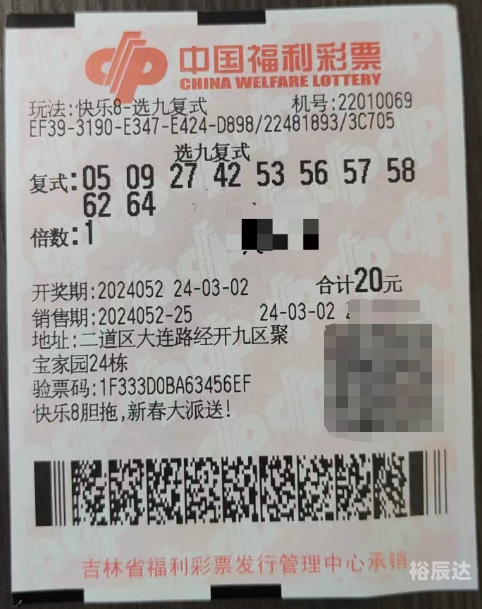 中国福利彩票
CHINA WELFARE LOTTERY
玩法:快乐8-选九复式 机号:22010069
EF39-3190-E347-E424-D898/22481893/3C705
选九复式
复式:05 09 27 42 53 56 57 58
62 64
倍数:1
开奖期:2024052 24-03-02 合计20元
销售期:2024052-25 24-03-02
地址:二道区大连路经开九区聚
宝家园24栋
验票码:1F333D0BA63456EF
快乐8胆拖,新春大派送!
吉林省福利彩票发行管理中心承销
裕辰达